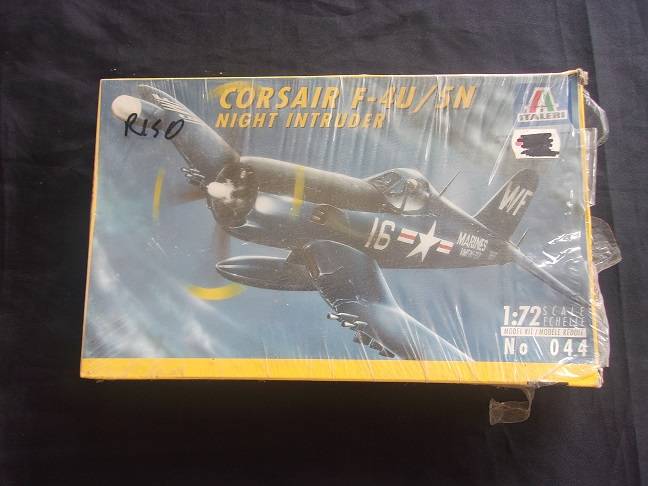 CORSAIR F-4U/5N
NIGHT INTRUDER
ITALERI
R150
WF
16
MARINES
1:72 SCALE
ECHELLE
MODEL KIT / MODELE REDUIT
No 044